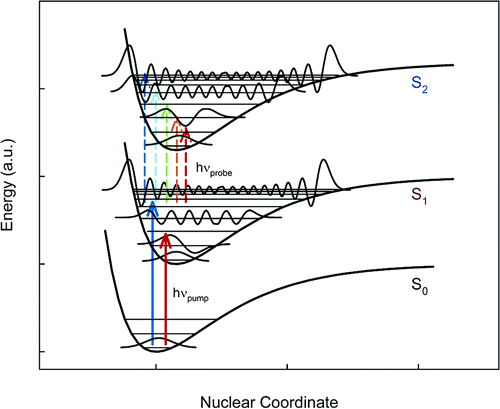 Energy (a.u.)
S₂
hνprobe
S₁
hνpump
S₀
Nuclear Coordinate